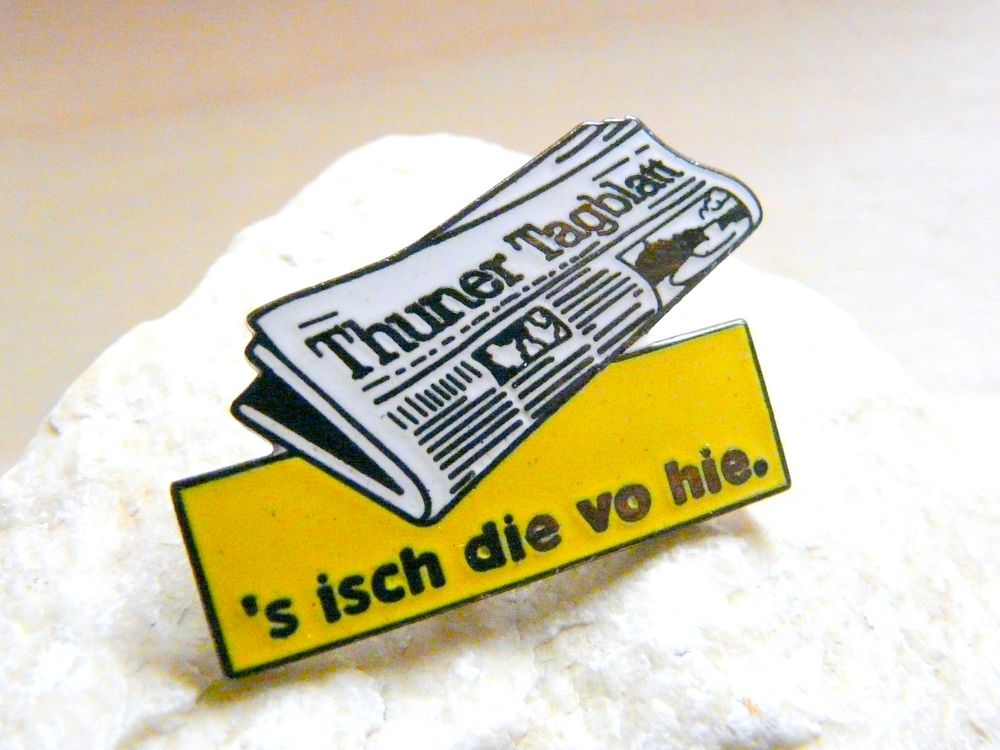 Thuner Tagblatt
's isch die vo hie.